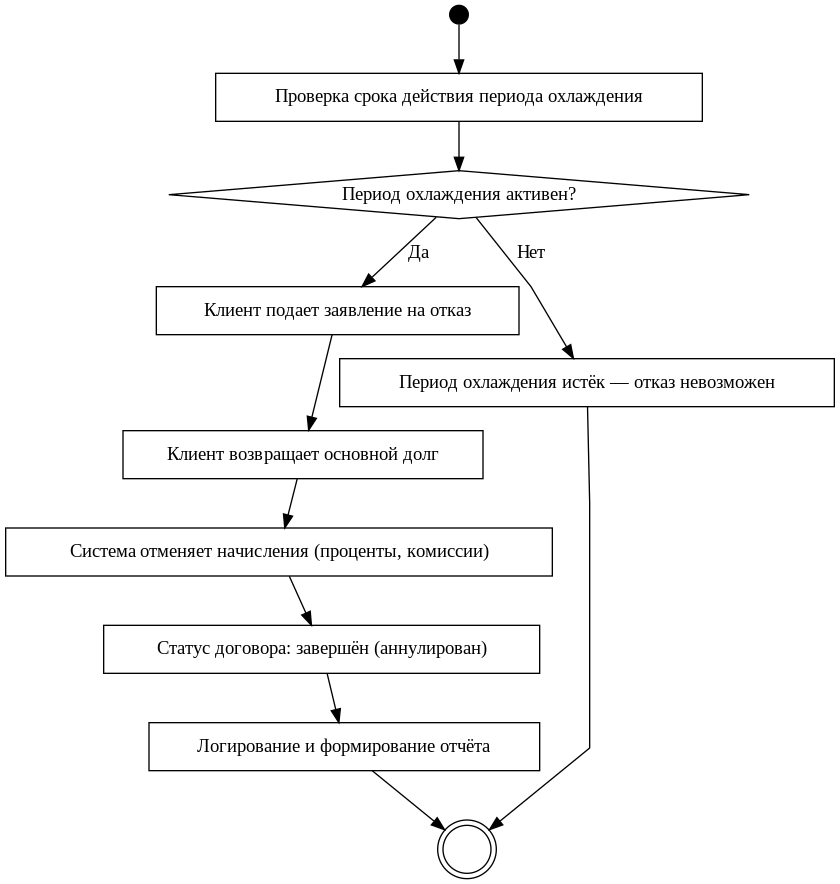 Проверка срока действия периода охлаждения
Период охлаждения активен?
Да
Нет
Клиент подает заявление на отказ
Период охлаждения истёк — отказ невозможен
Клиент возвращает основной долг
Система отменяет начисления (проценты, комиссии)
Статус договора: завершён (аннулирован)
Логирование и формирование отчёта